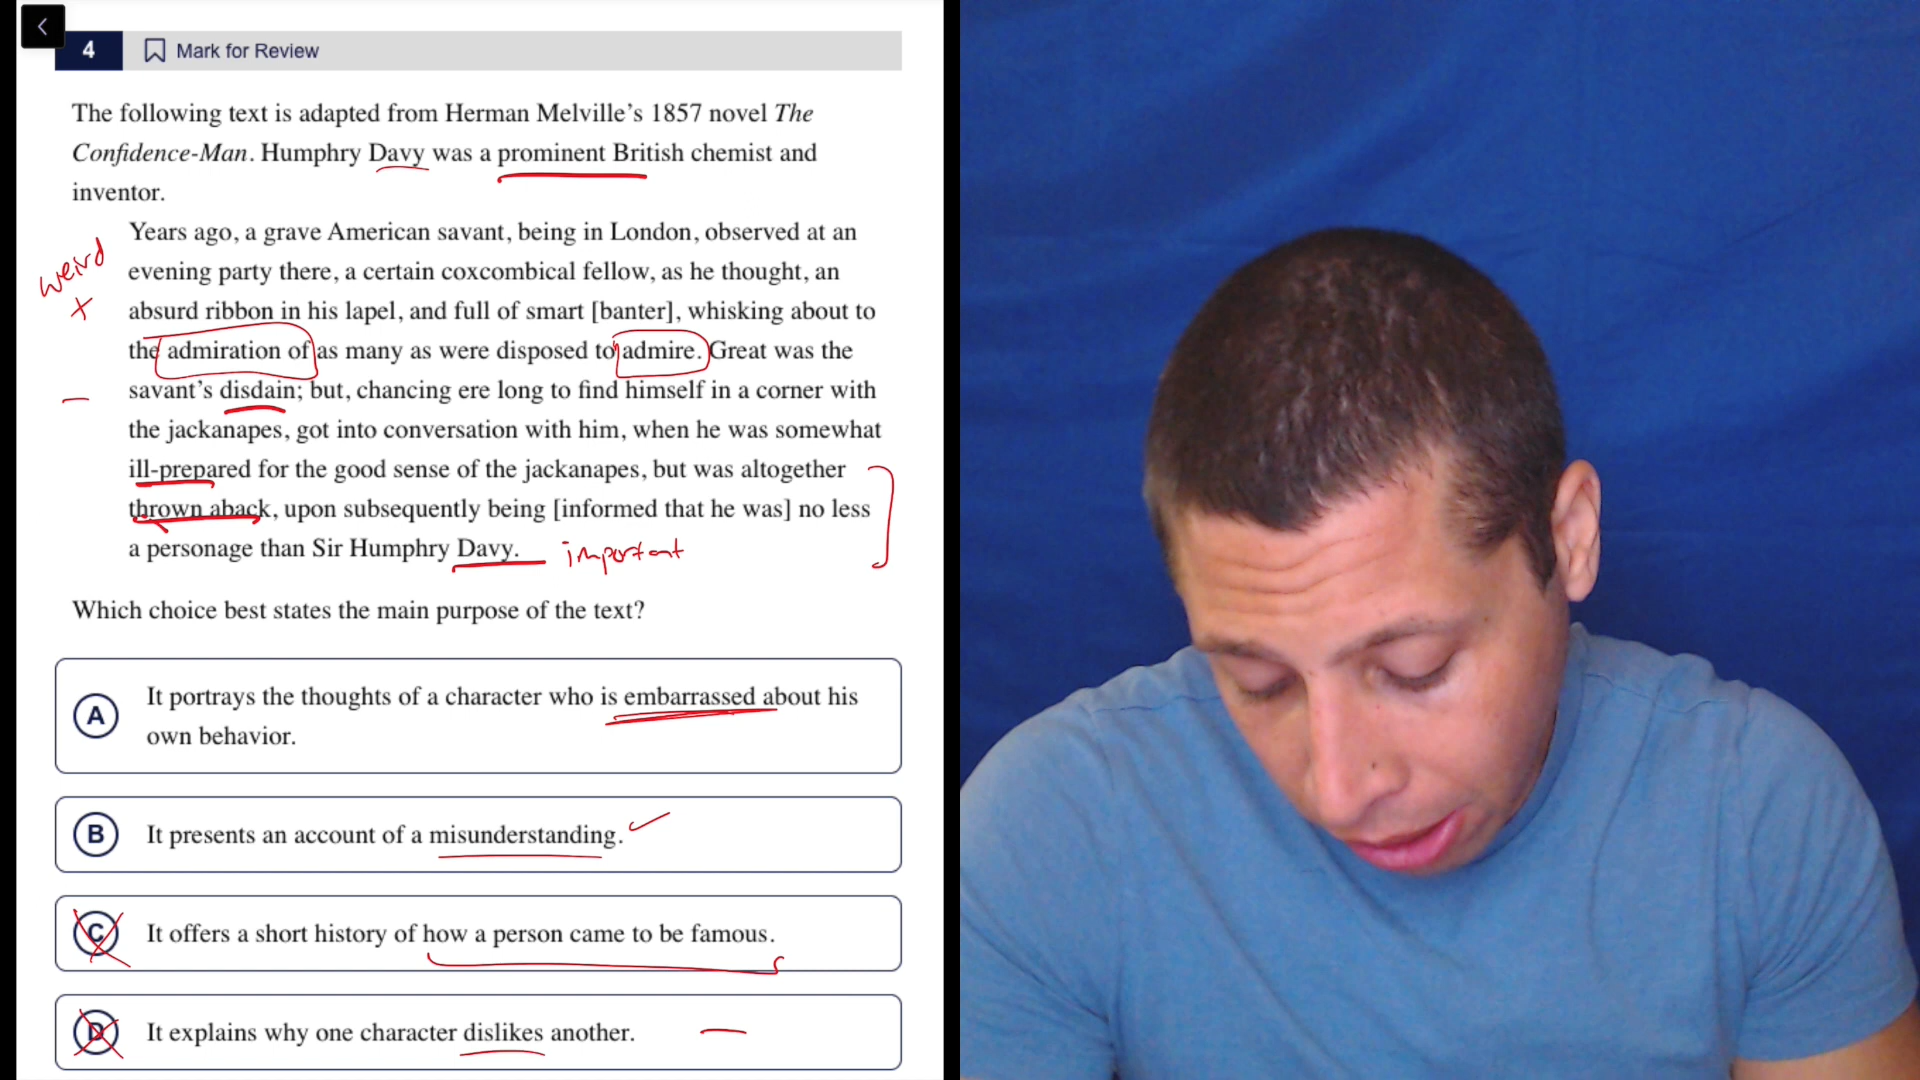 4 Mark for Review
The following text is adapted from Herman Melville’s 1857 novel The
Confidence-Man. Humphry Davy was a prominent British chemist and
inventor.
Years ago, a grave American savant, being in London, observed at an
weird
evening party there, a certain coxcombical fellow, as he thought, an
+
absurd ribbon in his lapel, and full of smart [banter], whisking about to
the admiration of as many as were disposed to admire. Great was the
savant’s disdain; but, chancing ere long to find himself in a corner with
the jackanapes, got into conversation with him, when he was somewhat
ill-prepared for the good sense of the jackanapes, but was altogether
thrown aback, upon subsequently being [informed that he was] no less
a personage than Sir Humphry Davy. important
Which choice best states the main purpose of the text?
A It portrays the thoughts of a character who is embarrassed about his
own behavior.
B It presents an account of a misunderstanding.
C It offers a short history of how a person came to be famous.
D It explains why one character dislikes another.